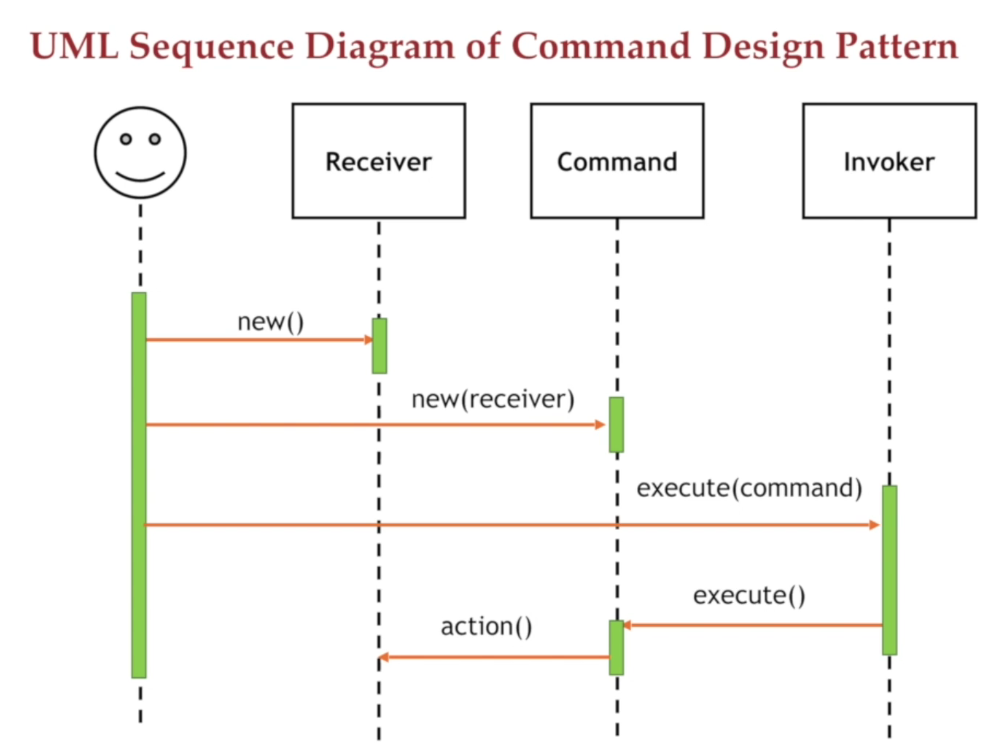 UML Sequence Diagram of Command Design Pattern
Receiver
Command
Invoker
new()
new(receiver)
execute(command)
execute()
action()